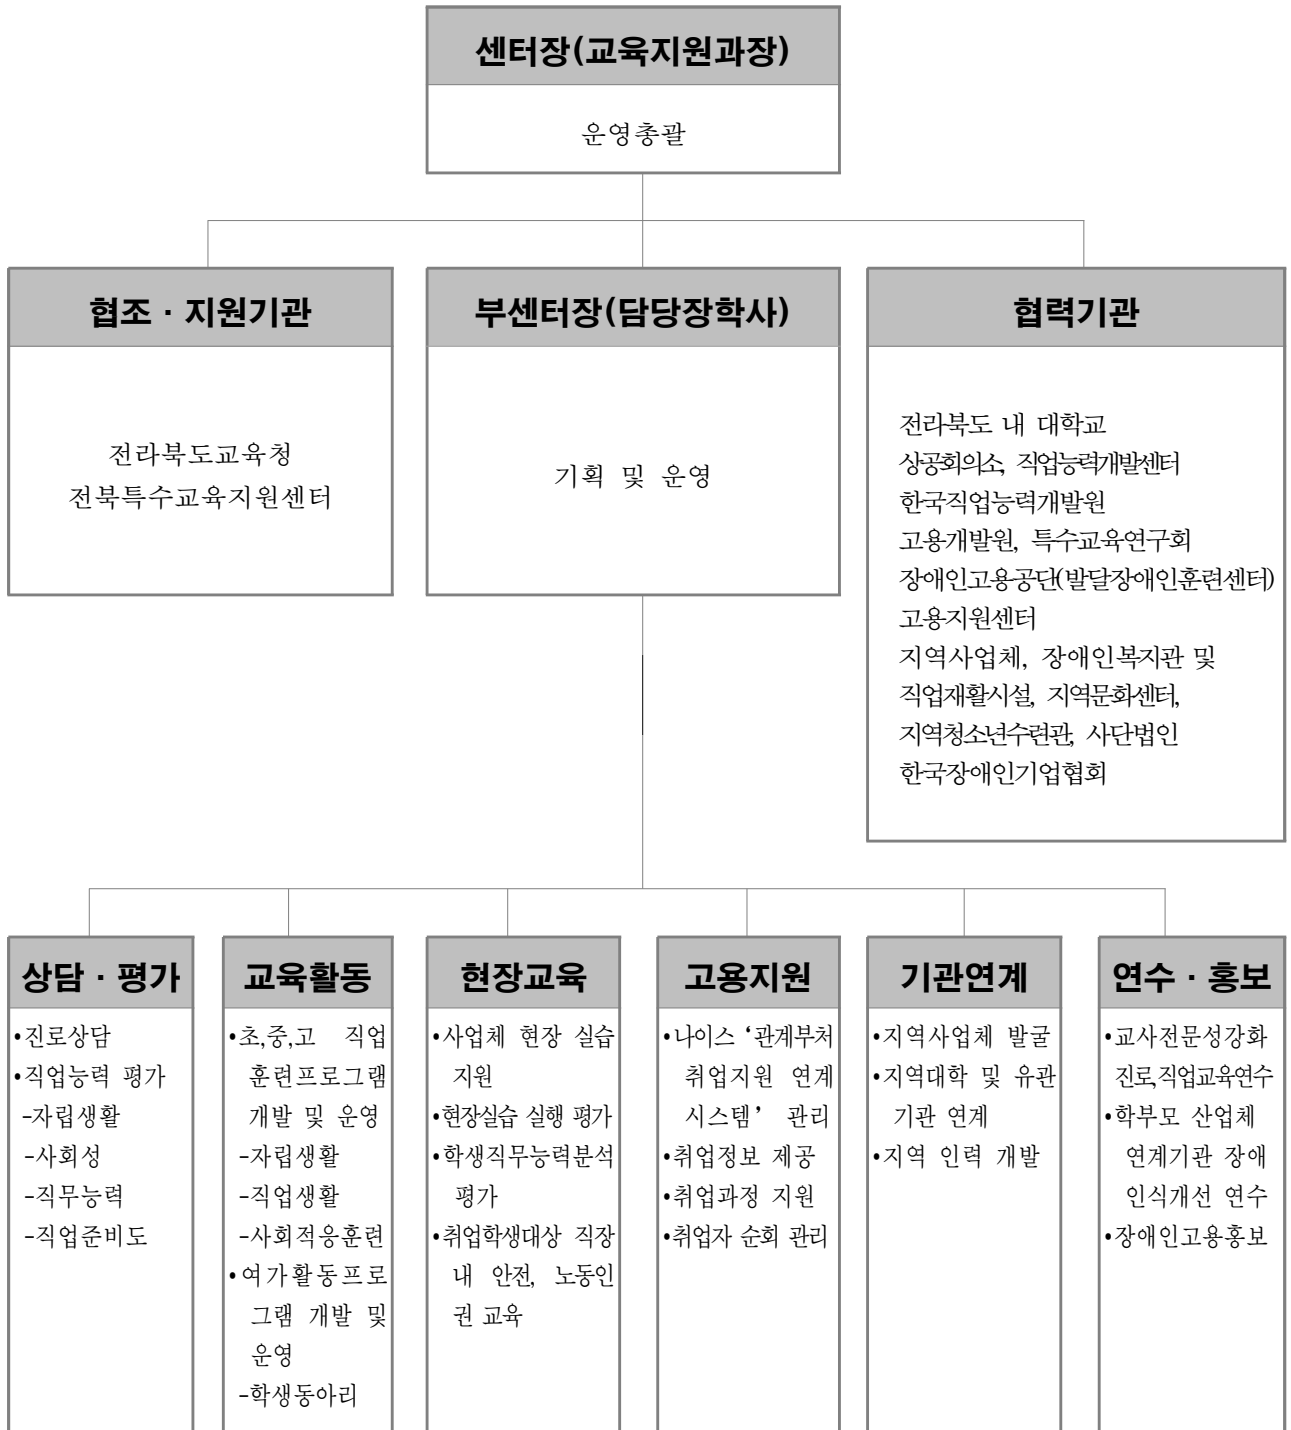 센터장(교육지원과장)
운영총괄
협조 · 지원기관
전라북도교육청
전북특수교육지원센터
부센터장(담당장학사)
기획 및 운영
협력기관
전라북도 내 대학교
상공회의소, 직업능력개발센터
한국직업능력개발원
고용개발원, 특수교육연구회
장애인고용공단(발달장애인훈련센터)
고용지원센터
지역사업체, 장애인복지관 및
직업재활시설, 지역문화센터,
지역청소년수련관, 사단법인
한국장애인기업협회
상담 · 평가
•진로상담
•직업능력 평가
-자립생활
-사회성
-직무능력
-직업준비도
교육활동
•초,중,고 직업
훈련프로그램
개발 및 운영
-자립생활
-직업생활
-사회적응훈련
•여가활동프로
그램 개발 및
운영
-학생동아리
현장교육
•사업체 현장 실습
지원
•현장실습 실행 평가
•학생직무능력분석
평가
•취업학생대상 직장
내 안전, 노동인
권 교육
고용지원
•나이스 ‘관계부처
취업지원 연계
시스템’ 관리
•취업정보 제공
•취업과정 지원
•취업자 순회 관리
기관연계
•지역사업체 발굴
•지역대학 및 유관
기관 연계
•지역 인력 개발
연수 · 홍보
•교사전문성강화
진로,직업교육연수
•학부모 산업체
연계기관 장애
인식개선 연수
•장애인고용홍보